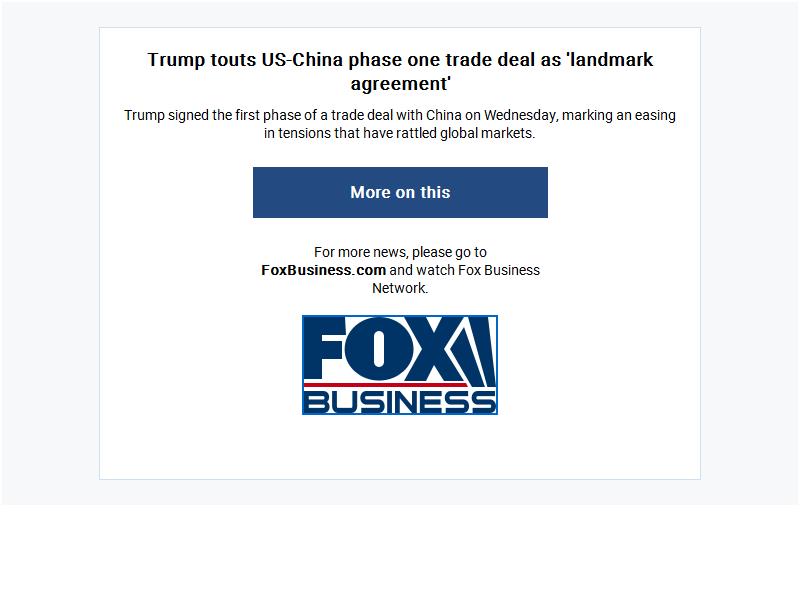 Trump touts US-China phase one trade deal as 'landmark
agreement'
Trump signed the first phase of a trade deal with China on Wednesday, marking an easing
in tensions that have rattled global markets.
More on this
For more news, please go to
FoxBusiness.com and watch Fox Business
Network.
FOX
BUSINESS